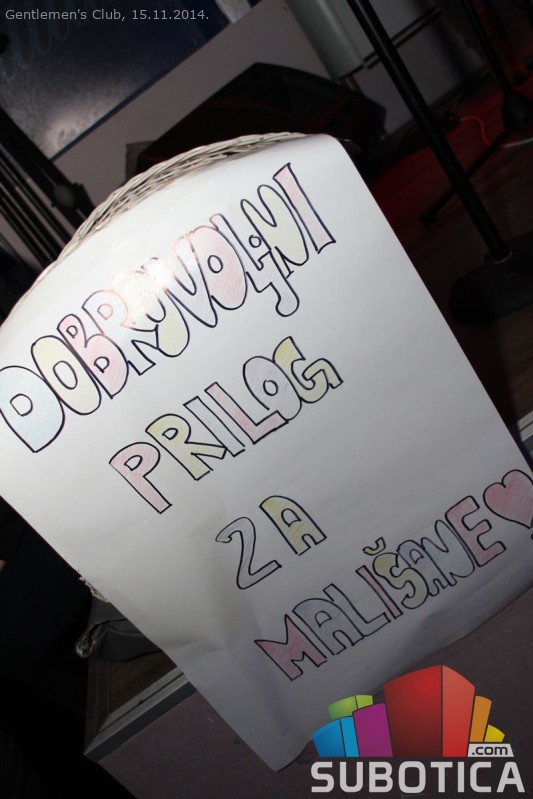 Gentlemen's Club, 15.11.2014.
DOBROVOLJNI
PRILOG
ZA
MALIŠANE
.com
SUBOTICA